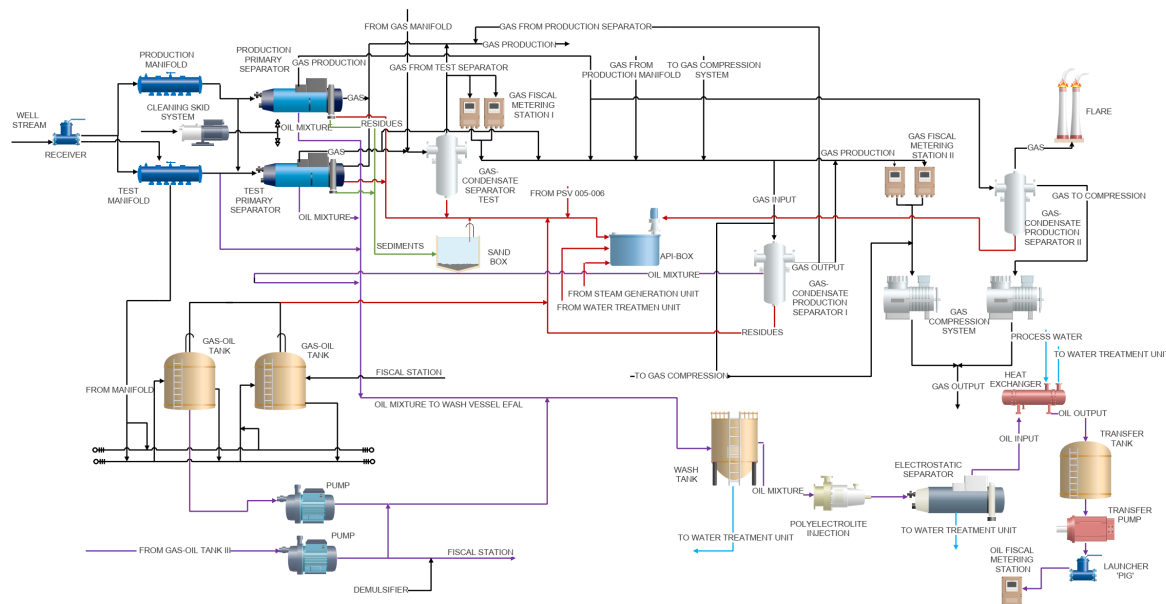 FROM GAS MANIFOLD
GAS FROM PRODUCTION SEPARATOR
GAS PRODUCTION
PRODUCTION
MANIFOLD
PRODUCTION
PRIMARY
SEPARATOR
GAS PRODUCTION
GAS FROM TEST SEPARATOR
GAS FROM
PRODUCTION MANIFOLD
TO GAS COMPRESSION
SYSTEM
FLARE
GAS
GAS FISCAL
METERING
STATION I
CLEANING SKID
SYSTEM
WELL
STREAM
RECEIVER
OIL MIXTURE
RESIDUES
GAS
GAS FISCAL
METERING
STATION II
GAS PRODUCTION
GAS
GAS TO COMPRESSION
TEST
MANIFOLD
TEST PRIMARY
SEPARATOR
GAS-
CONDENSATE
SEPARATOR
TEST
FROM PSV 005-006
GAS INPUT
GAS-
CONDENSATE
PRODUCTION
SEPARATOR II
OIL MIXTURE
SEDIMENTS
SAND
BOX
API-BOX
OIL MIXTURE
GAS OUTPUT
GAS-
CONDENSATE
PRODUCTION
SEPARATOR I
FROM STEAM GENERATION UNIT
FROM WATER TREATMEN UNIT
RESIDUES
GAS
COMPRESSION
SYSTEM
PROCESS WATER
TO WATER TREATMENT UNIT
GAS-OIL
TANK
GAS-OIL
TANK
FROM MANIFOLD
FISCAL STATION
TO GAS COMPRESSION
HEAT
EXCHANGER
GAS OUTPUT
OIL OUTPUT
OIL MIXTURE TO WASH VESSEL EFAL
OIL INPUT
TRANSFER
TANK
WASH
TANK
OIL MIXTURE
ELECTROSTATIC
SEPARATOR
PUMP
POLYELECTROLITE
INJECTION
TO WATER TREATMENT UNIT
TO WATER TREATMENT UNIT
TRANSFER
PUMP
PUMP
FROM GAS-OIL TANK III
FISCAL STATION
DEMULSIFIER
OIL FISCAL
METERING
STATION
LAUNCHER
'PIG'